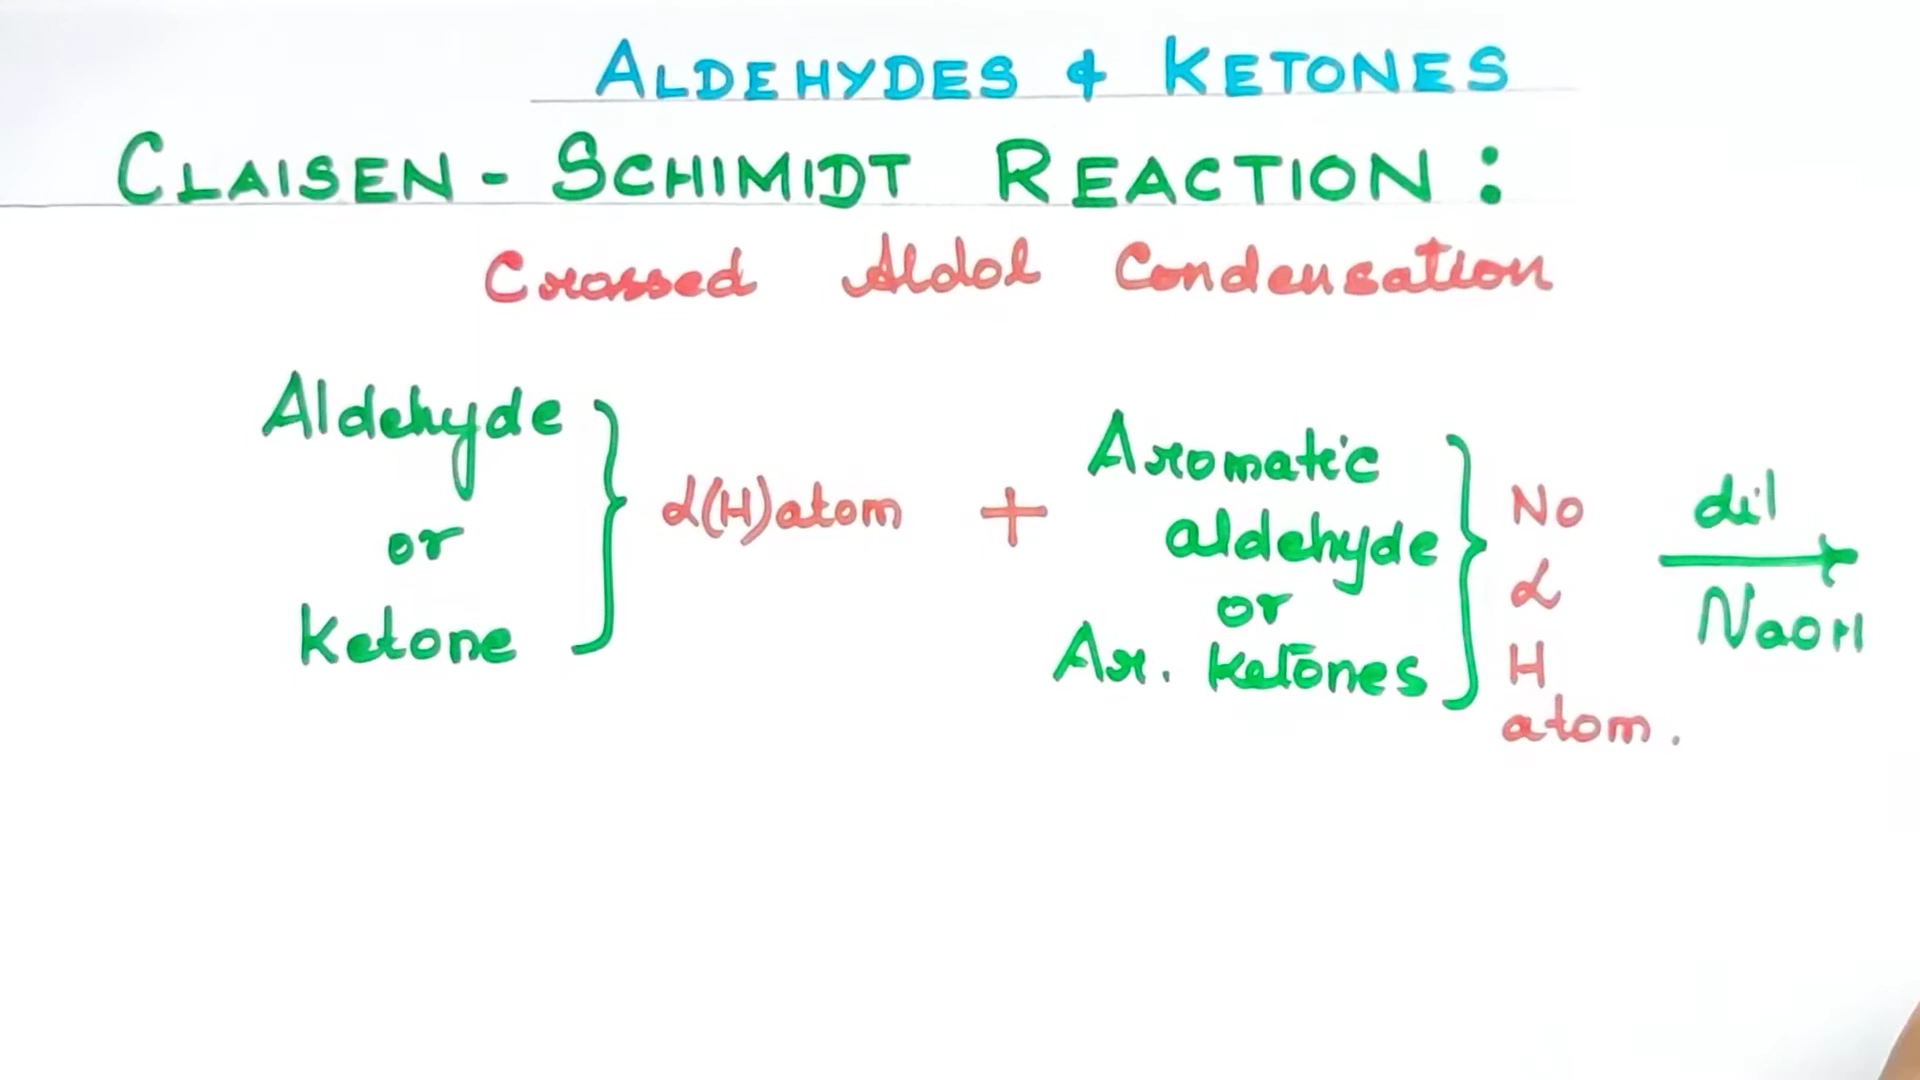 ALDEHYDES & KETONES
CLAISEN - SCHIMIDT REACTION :
Crossed Aldol Condensation
Aldehyde
or
Ketone
α(H) atom
+
Aromatic
aldehyde
or
Ar. Ketones
No
α
H
atom.
dil
NaOH